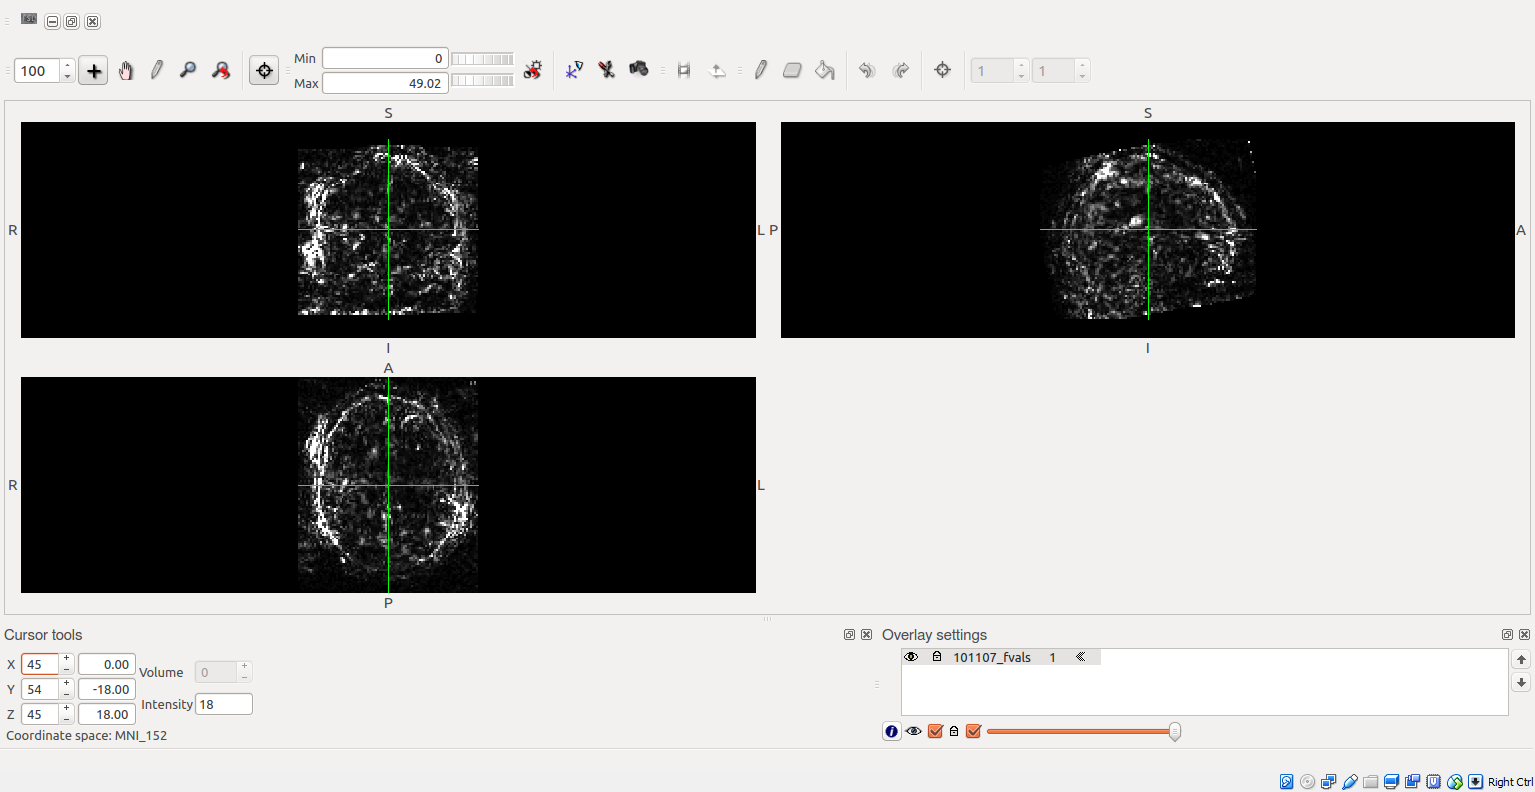 100
Min 0
Max 49.02
1 1
S S
R L P A
I I
A
R L
P
Cursor tools
Overlay settings
X 45 0.00
Volume 0
Y 54 -18.00
Intensity 18
Z 45 18.00
Coordinate space: MNI_152
101107_fvals 1
Right Ctrl